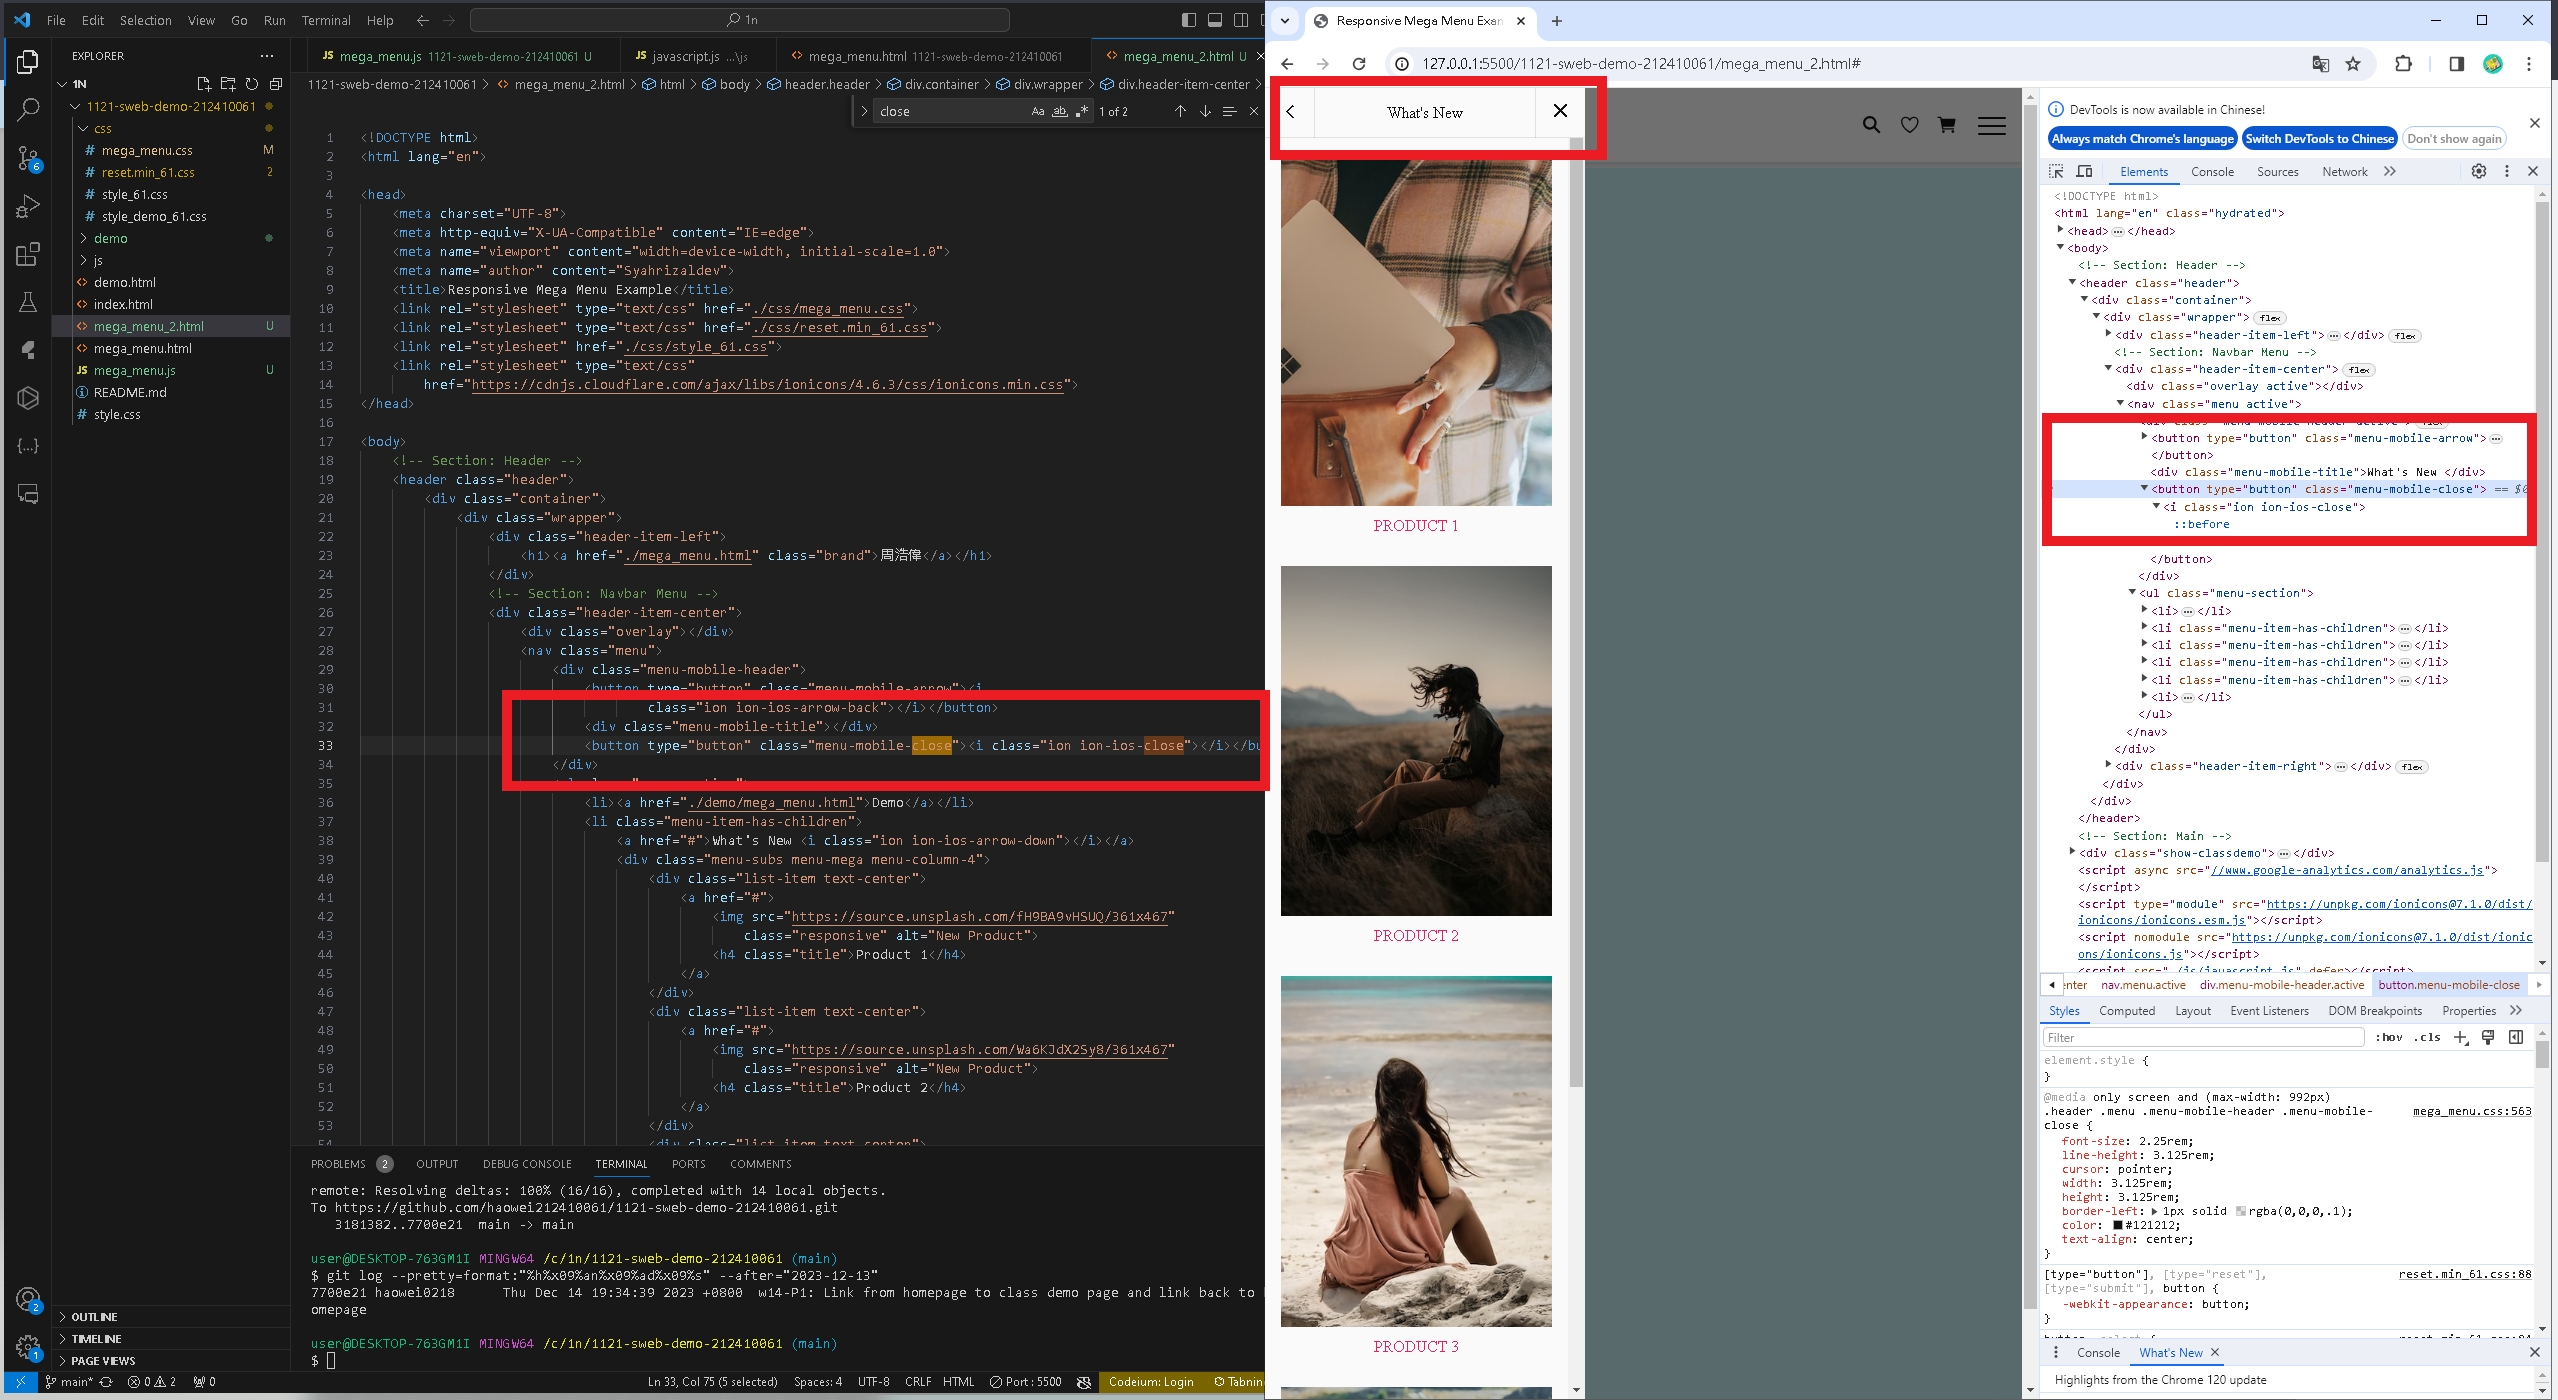 File Edit Selection View Go Run Terminal Help
1n
EXPLORER
1N
1121-sweb-demo-212410061
css
# mega_menu.css M
# reset.min_61.css 2
# style_61.css
# style_demo_61.css
demo
js
demo.html
index.html
mega_menu_2.html U
mega_menu.html
JS mega_menu.js U
README.md
# style.css
OUTLINE
TIMELINE
PAGE VIEWS
JS mega_menu.js 1121-sweb-demo-212410061 U
JS javascript.js ...\js
mega_menu.html 1121-sweb-demo-212410061
mega_menu_2.html U
1121-sweb-demo-212410061 > mega_menu_2.html > html > body > header.header > div.container > div.wrapper > div.header-item-center >
close Aa ab .* 1 of 2
1 <!DOCTYPE html>
2 <html lang="en">
3
4 <head>
5 <meta charset="UTF-8">
6 <meta http-equiv="X-UA-Compatible" content="IE=edge">
7 <meta name="viewport" content="width=device-width, initial-scale=1.0">
8 <meta name="author" content="Syahrizaldev">
9 <title>Responsive Mega Menu Example</title>
10 <link rel="stylesheet" type="text/css" href="./css/mega_menu.css">
11 <link rel="stylesheet" type="text/css" href="./css/reset.min_61.css">
12 <link rel="stylesheet" href="./css/style_61.css">
13 <link rel="stylesheet" type="text/css"
14 href="https://cdnjs.cloudflare.com/ajax/libs/ionicons/4.6.3/css/ionicons.min.css">
15 </head>
16
17 <body>
18 <!-- Section: Header -->
19 <header class="header">
20 <div class="container">
21 <div class="wrapper">
22 <div class="header-item-left">
23 <h1><a href="./mega_menu.html" class="brand">周浩偉</a></h1>
24 </div>
25 <!-- Section: Navbar Menu -->
26 <div class="header-item-center">
27 <div class="overlay"></div>
28 <nav class="menu">
29 <div class="menu-mobile-header">
30 <button type="button" class="menu-mobile-arrow"><i
31 class="ion ion-ios-arrow-back"></i></button>
32 <div class="menu-mobile-title"></div>
33 <button type="button" class="menu-mobile-close"><i class="ion ion-ios-close"></i></bu
34 </div>
35
36 <li><a href="./demo/mega_menu.html">Demo</a></li>
37 <li class="menu-item-has-children">
38 <a href="#">What's New <i class="ion ion-ios-arrow-down"></i></a>
39 <div class="menu-subs menu-mega menu-column-4">
40 <div class="list-item text-center">
41 <a href="#">
42 <img src="https://source.unsplash.com/fH9BA9vHSUQ/361x467"
43 class="responsive" alt="New Product">
44 <h4 class="title">Product 1</h4>
45 </a>
46 </div>
47 <div class="list-item text-center">
48 <a href="#">
49 <img src="https://source.unsplash.com/Wa6KJdX2Sy8/361x467"
50 class="responsive" alt="New Product">
51 <h4 class="title">Product 2</h4>
52 </a>
53 </div>
54 <div class="list-item text-center">
PROBLEMS 2 OUTPUT DEBUG CONSOLE TERMINAL PORTS COMMENTS
remote: Resolving deltas: 100% (16/16), completed with 14 local objects.
To https://github.com/haowei212410061/1121-sweb-demo-212410061.git
3181382..7700e21 main -> main
user@DESKTOP-763GM1I MINGW64 /c/1n/1121-sweb-demo-212410061 (main)
$ git log --pretty=format:"%h%x09%an%x09%ad%x09%s" --after="2023-12-13"
7700e21 haowei0218 Thu Dec 14 19:34:39 2023 +0800 w14-P1: Link from homepage to class demo page and link back to
omepage
user@DESKTOP-763GM1I MINGW64 /c/1n/1121-sweb-demo-212410061 (main)
$
main* 0 2 0 Ln 33, Col 75 (5 selected) Spaces: 4 UTF-8 CRLF HTML Port : 5500 Codeium: Login Tabnin
6
2
1
Responsive Mega Menu Exam
127.0.0.1:5500/1121-sweb-demo-212410061/mega_menu_2.html#
What's New
PRODUCT 1
PRODUCT 2
PRODUCT 3
DevTools is now available in Chinese!
Always match Chrome's language Switch DevTools to Chinese Don't show again
Elements Console Sources Network
<!DOCTYPE html>
<html lang="en" class="hydrated">
<head> </head>
<body>
<!-- Section: Header -->
<header class="header">
<div class="container">
<div class="wrapper"> flex
<div class="header-item-left"> </div> flex
<!-- Section: Navbar Menu -->
<div class="header-item-center"> flex
<div class="overlay active"></div>
<nav class="menu active">
<button type="button" class="menu-mobile-arrow">
</button>
<div class="menu-mobile-title">What's New </div>
<button type="button" class="menu-mobile-close"> == $0
<i class="ion ion-ios-close">
::before
</button>
</div>
<ul class="menu-section">
<li> </li>
<li class="menu-item-has-children"> </li>
<li class="menu-item-has-children"> </li>
<li class="menu-item-has-children"> </li>
<li class="menu-item-has-children"> </li>
<li> </li>
</ul>
</nav>
</div>
<div class="header-item-right"> </div> flex
</div>
</div>
</header>
<!-- Section: Main -->
<div class="show-classdemo"> </div>
<script async src="//www.google-analytics.com/analytics.js">
</script>
<script type="module" src="https://unpkg.com/ionicons@7.1.0/dist/
ionicons/ionicons.esm.js"></script>
<script nomodule src="https://unpkg.com/ionicons@7.1.0/dist/ionic
ons/ionicons.js"></script>
<script src="./js/javascript.js" defer></script>
enter nav.menu.active div.menu-mobile-header.active button.menu-mobile-close
Styles Computed Layout Event Listeners DOM Breakpoints Properties
Filter :hov .cls
element.style {
}
@media only screen and (max-width: 992px)
.header .menu .menu-mobile-header .menu-mobile- mega_menu.css:563
close {
font-size: 2.25rem;
line-height: 3.125rem;
cursor: pointer;
width: 3.125rem;
height: 3.125rem;
border-left: 1px solid rgba(0,0,0,.1);
color: #121212;
text-align: center;
}
[type="button"], [type="reset"], reset.min_61.css:88
[type="submit"], button {
-webkit-appearance: button;
}
Console What's New
Highlights from the Chrome 120 update